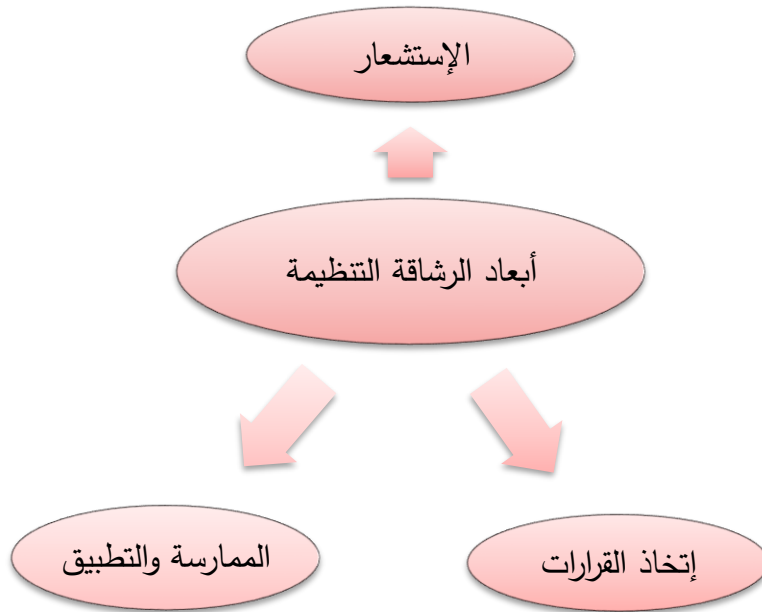 الإستشعار
أبعاد الرشاقة التنظيمة
إتخاذ القرارات
الممارسة والتطبيق